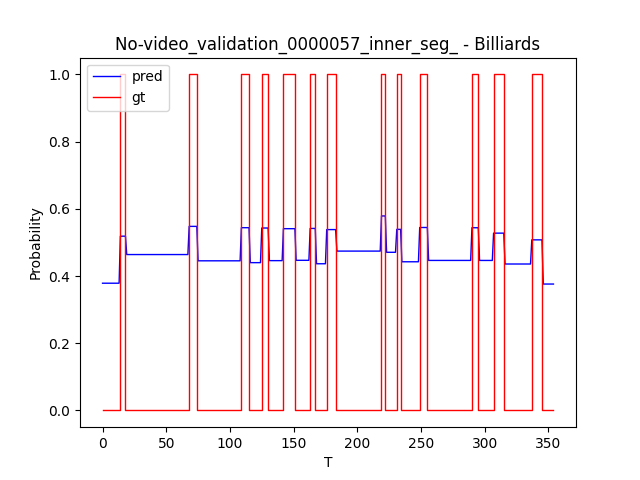 No-video_validation_0000057_inner_seg_ - Billiards
pred
gt
1.0
0.8
0.6
0.4
0.2
0.0
Probability
0 50 100 150 200 250 300 350
T